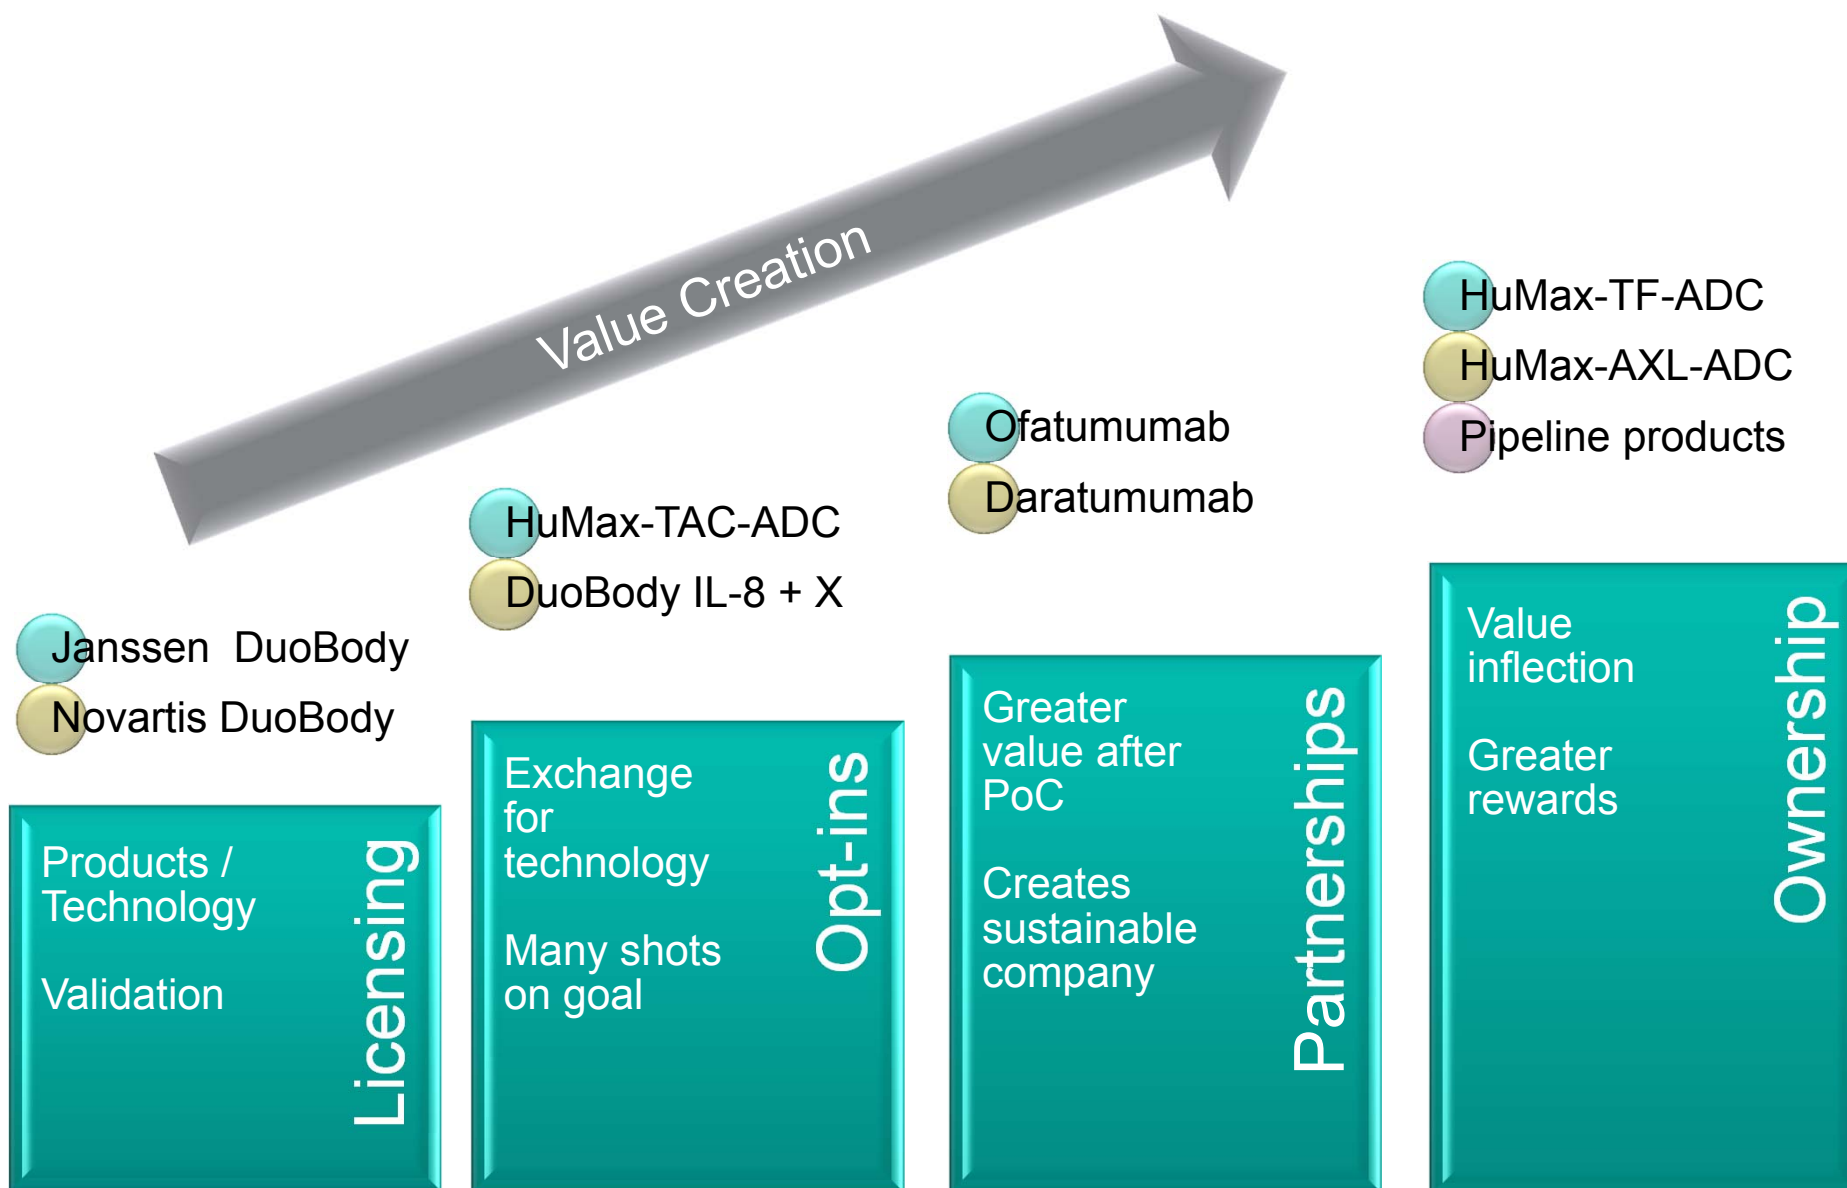 Value Creation
Janssen  DuoBody
Novartis DuoBody
Products /
Technology
Validation
Licensing
HuMax-TAC-ADC
DuoBody IL-8 + X
Exchange
for
technology
Many shots
on goal
Opt-ins
Ofatumumab
Daratumumab
Greater
value after
PoC
Creates
sustainable
company
Partnerships
HuMax-TF-ADC
HuMax-AXL-ADC
Pipeline products
Value
inflection
Greater
rewards
Ownership